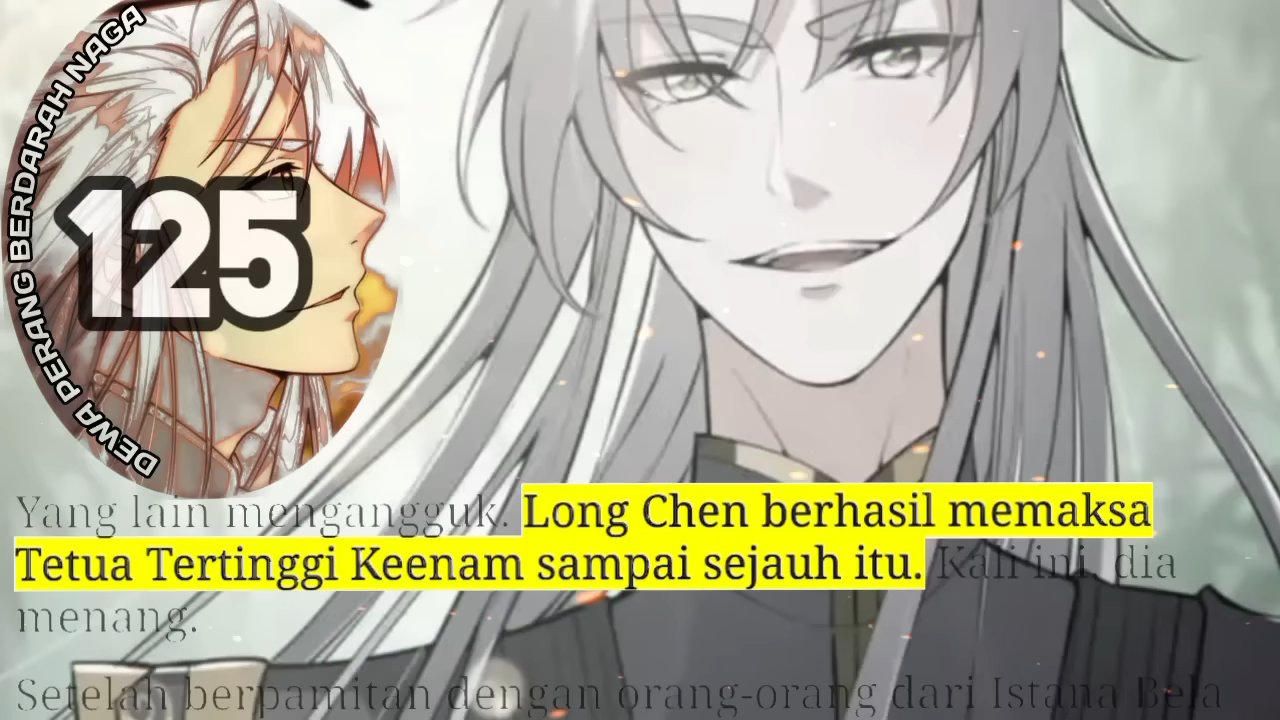 DEWA PERANG BERDARAH NAGA
125
Yang lain mengangguk. Long Chen berhasil memaksa
Tetua Tertinggi Keenam sampai sejauh itu. Kali ini, dia
menang.
Setelah berpamitan dengan orang-orang dari Istana Bela